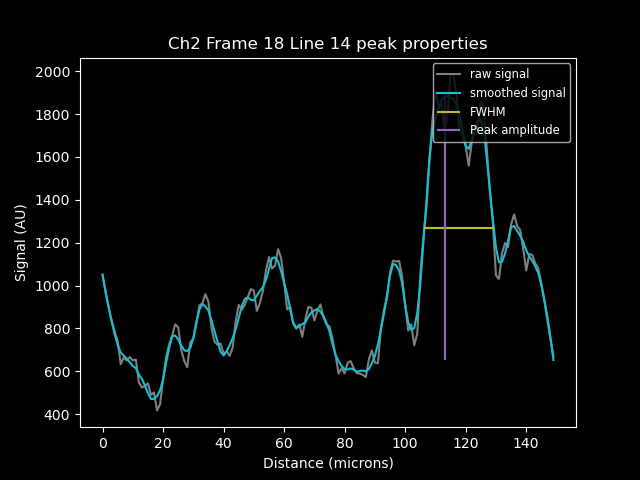 Ch2 Frame 18 Line 14 peak properties
raw signal
smoothed signal
FWHM
Peak amplitude
Signal (AU)
2000
1800
1600
1400
1200
1000
800
600
400
0 20 40 60 80 100 120 140
Distance (microns)